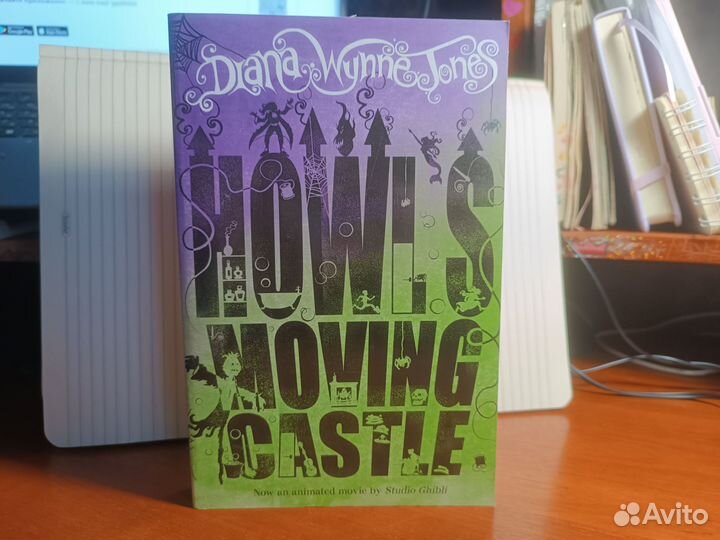 Diana Wynne Jones
HOWL'S
MOVING
CASTLE
Now an animated movie by Studio Ghibli
Avito